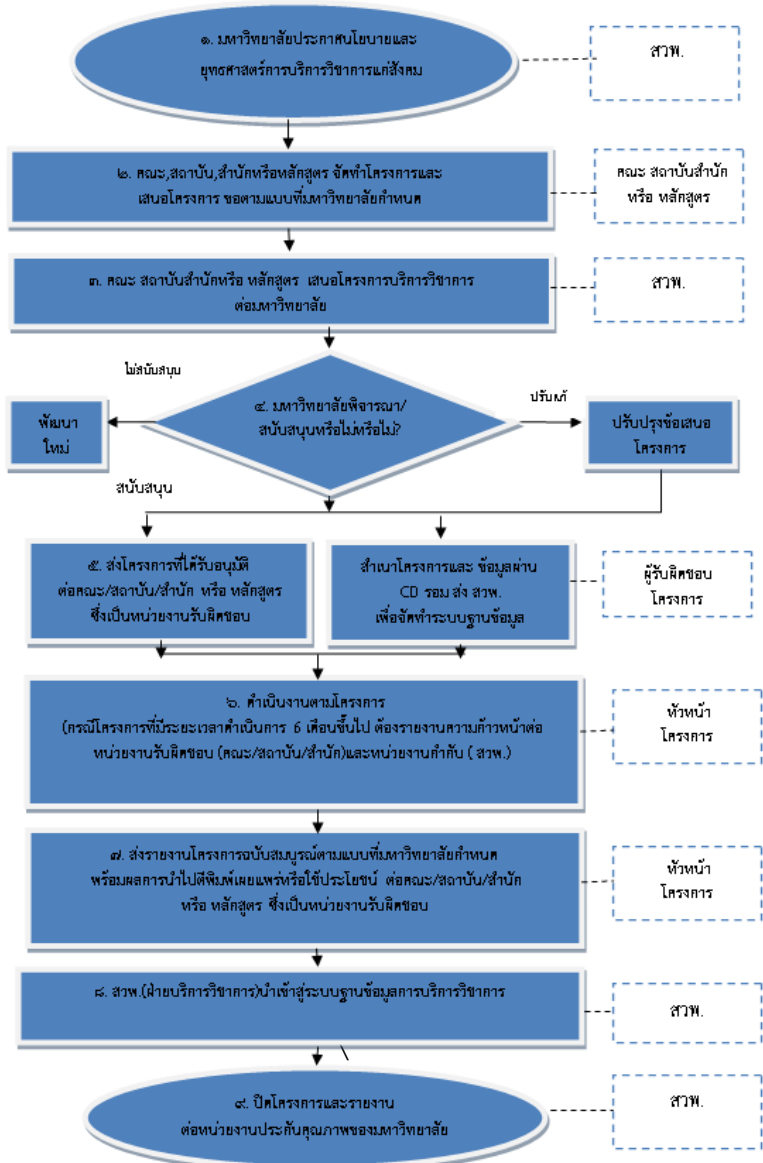 ๑. มหาวิทยาลัยประกาศนโยบายและ
ยุทธศาสตร์การบริการวิชาการแก่สังคม
สวพ.
๒. คณะ,สถาบัน,สำนักหรือหลักสูตร จัดทำโครงการและ
เสนอโครงการ ขอตามแบบที่มหาวิทยาลัยกำหนด
คณะ สถาบันสำนัก
หรือ หลักสูตร
๓. คณะ สถาบันสำนักหรือ หลักสูตร เสนอโครงการบริการวิชาการ
ต่อมหาวิทยาลัย
สวพ.
ไม่สนับสนุน
๔. มหาวิทยาลัยพิจารณา/
สนับสนุนหรือไม่หรือไม่?
ปรับแก้
พัฒนา
ใหม่
ปรับปรุงข้อเสนอ
โครงการ
สนับสนุน
๕. ส่งโครงการที่ได้รับอนุมัติ
ต่อคณะ/สถาบัน/สำนัก หรือ หลักสูตร
ซึ่งเป็นหน่วยงานรับผิดชอบ
สำเนาโครงการและ ข้อมูลผ่าน
CD รอม ส่ง สวพ.
เพื่อจัดทำระบบฐานข้อมูล
ผู้รับผิดชอบ
โครงการ
๖. ดำเนินงานตามโครงการ
(กรณีโครงการที่มีระยะเวลาดำเนินการ 6 เดือนขึ้นไป ต้องรายงานความก้าวหน้าต่อ
หน่วยงานรับผิดชอบ (คณะ/สถาบัน/สำนัก)และหน่วยงานกำกับ ( สวพ.)
หัวหน้า
โครงการ
๗. ส่งรายงานโครงการฉบับสมบูรณ์ตามแบบที่มหาวิทยาลัยกำหนด
พร้อมผลการนำไปตีพิมพ์เผยแพร่หรือใช้ประโยชน์ ต่อคณะ/สถาบัน/สำนัก
หรือ หลักสูตร ซึ่งเป็นหน่วยงานรับผิดชอบ
หัวหน้า
โครงการ
๘. สวพ.(ฝ่ายบริการวิชาการ)นำเข้าสู่ระบบฐานข้อมูลการบริการวิชาการ
สวพ.
๙. ปิดโครงการและรายงาน
ต่อหน่วยงานประกันคุณภาพของมหาวิทยาลัย
สวพ.